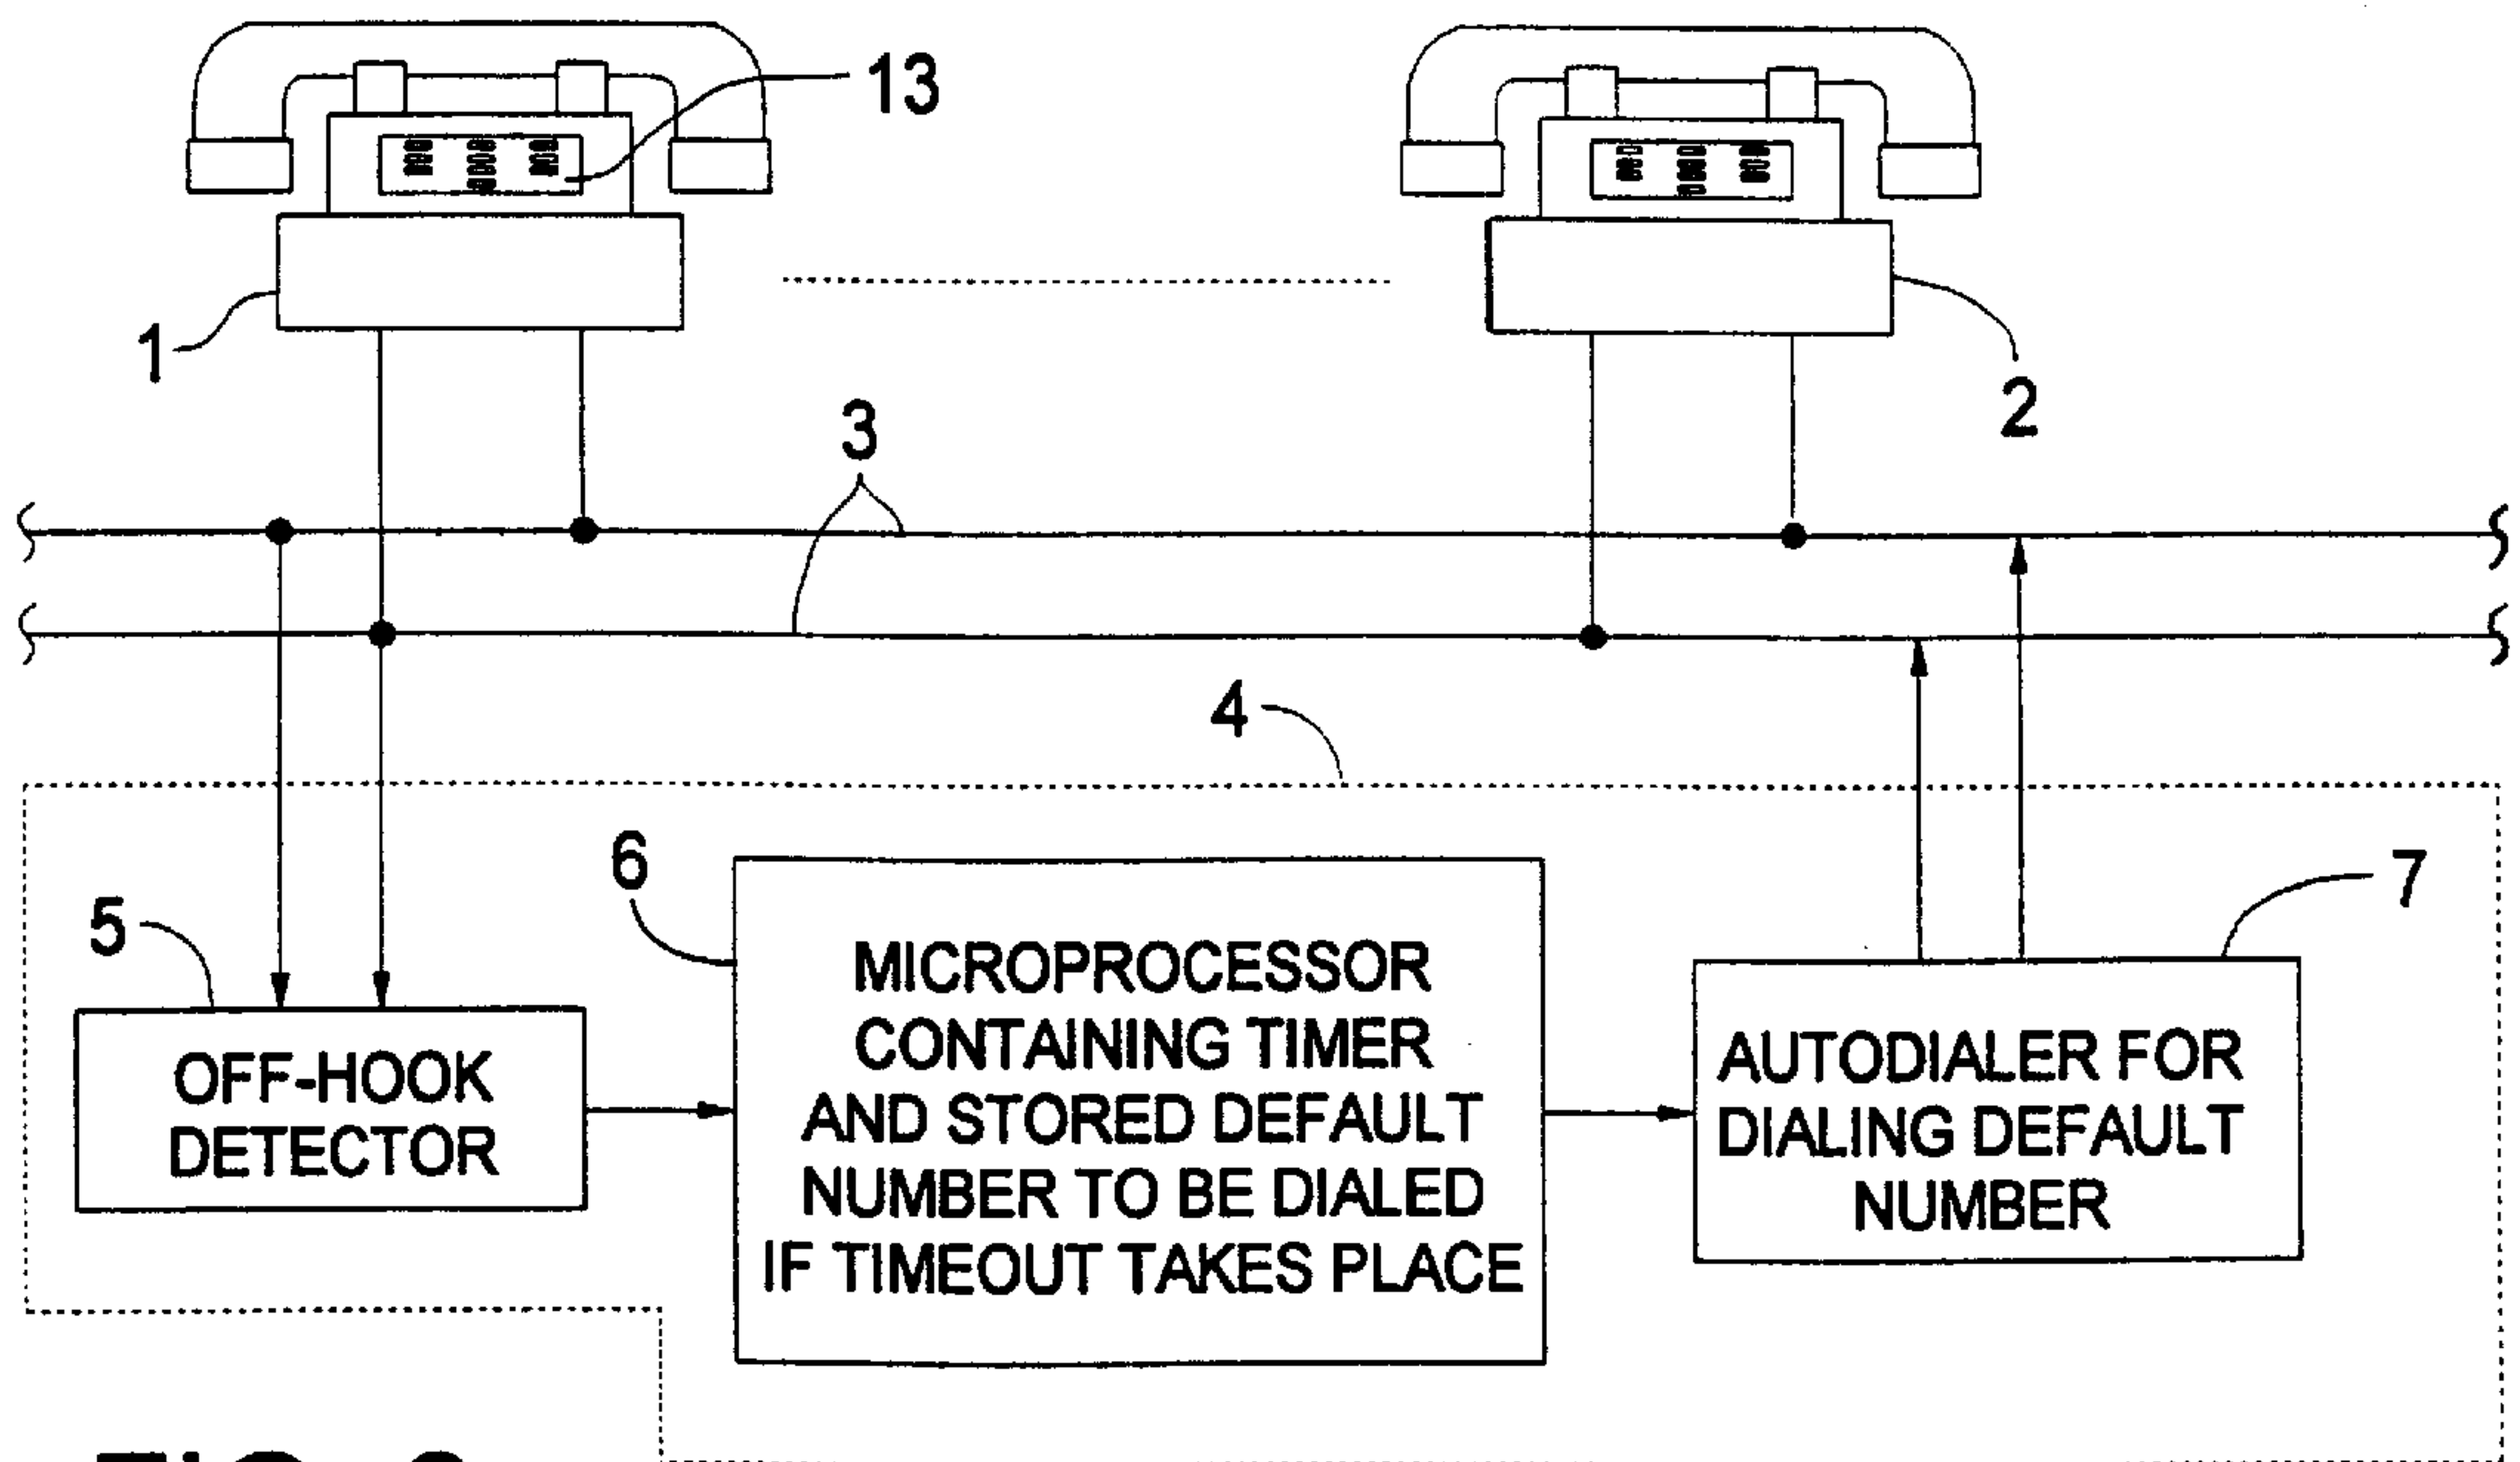 13
1
2
3
4
5
6
7
OFF-HOOK
DETECTOR
MICROPROCESSOR
CONTAINING TIMER
AND STORED DEFAULT
NUMBER TO BE DIALED
IF TIMEOUT TAKES PLACE
AUTODIALER FOR
DIALING DEFAULT
NUMBER